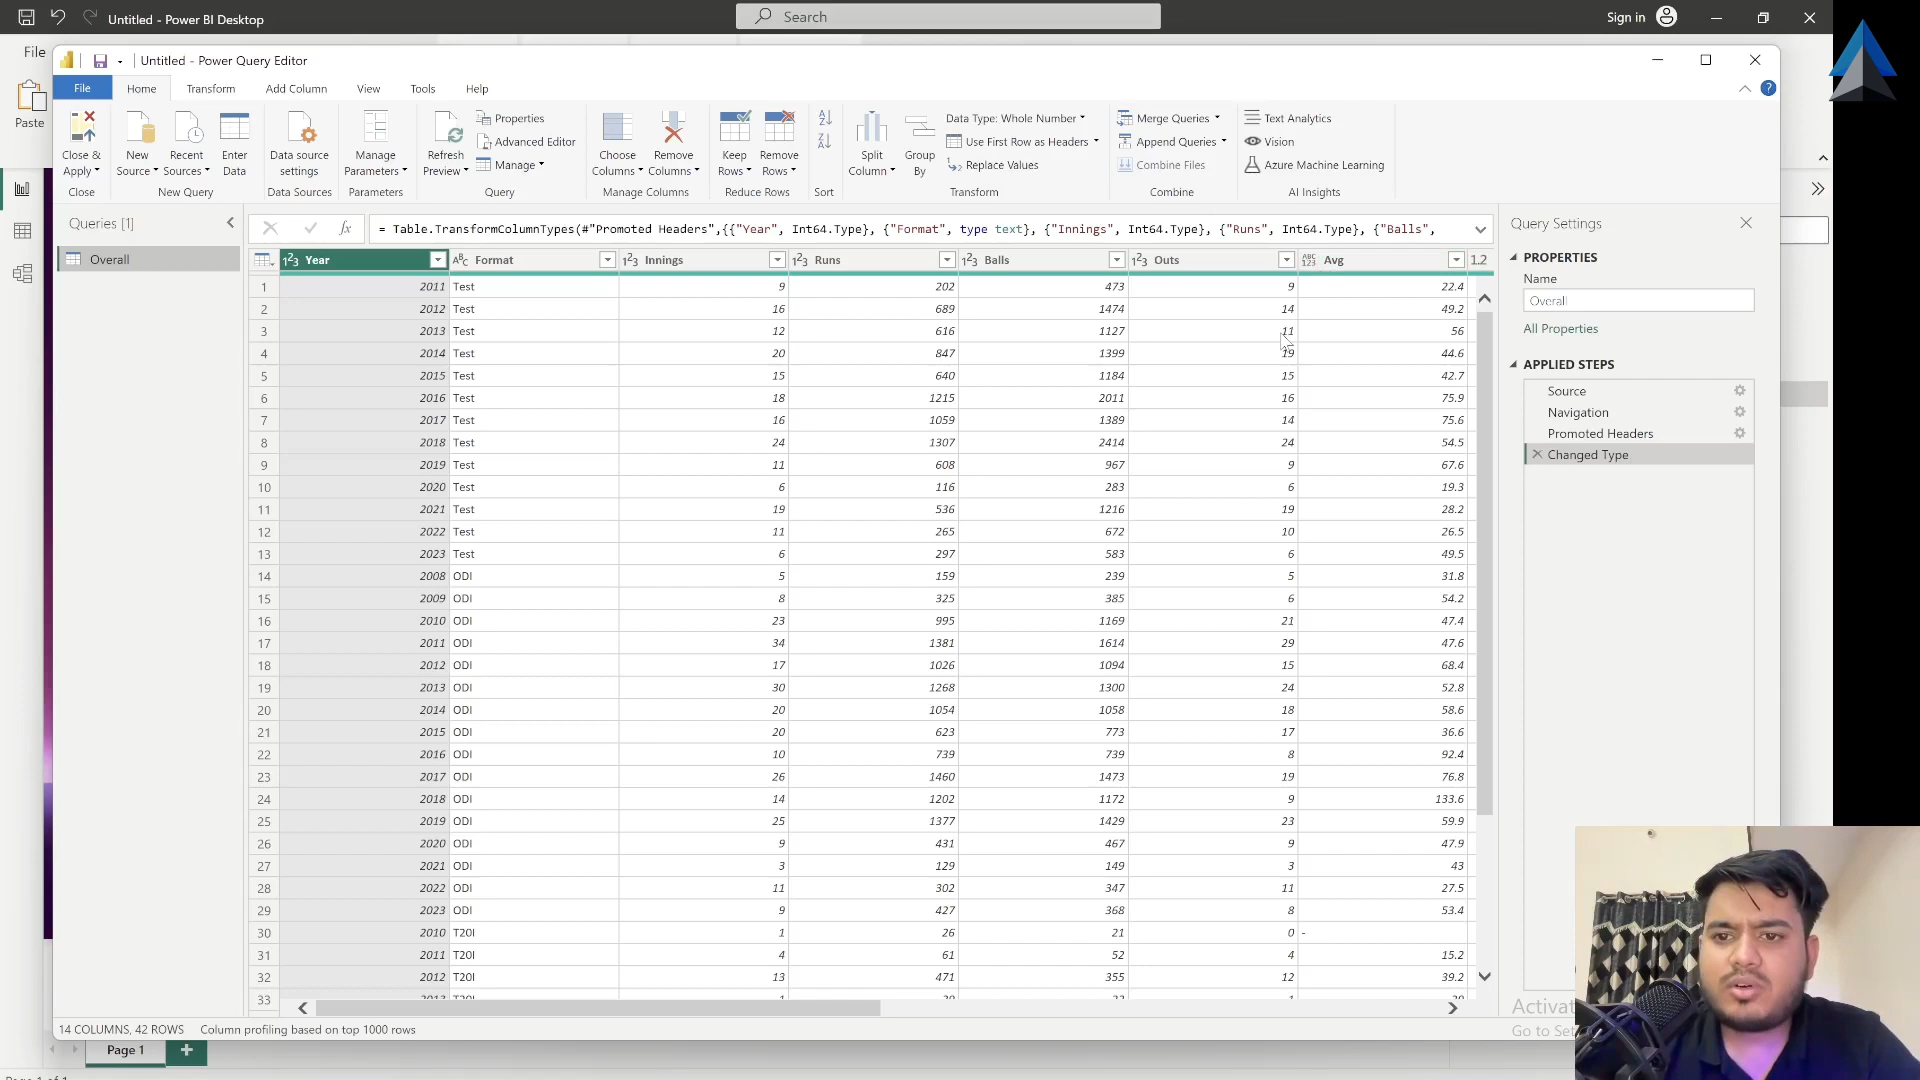 Untitled - Power BI Desktop
Search
Sign in
File
Paste
Untitled - Power Query Editor
File Home Transform Add Column View Tools Help
Close & Apply
Close
New Source
Recent Sources
Enter Data
New Query
Data source settings
Data Sources
Manage Parameters
Parameters
Refresh Preview
Properties
Advanced Editor
Manage
Query
Choose Columns
Remove Columns
Manage Columns
Keep Rows
Remove Rows
Reduce Rows
Sort
Split Column
Group By
Data Type: Whole Number
Use First Row as Headers
Replace Values
Transform
Merge Queries
Append Queries
Combine Files
Combine
Text Analytics
Vision
Azure Machine Learning
AI Insights
Queries [1]
Overall
= Table.TransformColumnTypes(#"Promoted Headers",{{"Year", Int64.Type}, {"Format", type text}, {"Innings", Int64.Type}, {"Runs", Int64.Type}, {"Balls",
Year Format Innings Runs Balls Outs Avg 1.2
1 2011 Test 9 202 473 9 22.4
2 2012 Test 16 689 1474 14 49.2
3 2013 Test 12 616 1127 11 56
4 2014 Test 20 847 1399 19 44.6
5 2015 Test 15 640 1184 15 42.7
6 2016 Test 18 1215 2011 16 75.9
7 2017 Test 16 1059 1389 14 75.6
8 2018 Test 24 1307 2414 24 54.5
9 2019 Test 11 608 967 9 67.6
10 2020 Test 6 116 283 6 19.3
11 2021 Test 19 536 1216 19 28.2
12 2022 Test 11 265 672 10 26.5
13 2023 Test 6 297 583 6 49.5
14 2008 ODI 5 159 239 5 31.8
15 2009 ODI 8 325 385 6 54.2
16 2010 ODI 23 995 1169 21 47.4
17 2011 ODI 34 1381 1614 29 47.6
18 2012 ODI 17 1026 1094 15 68.4
19 2013 ODI 30 1268 1300 24 52.8
20 2014 ODI 20 1054 1058 18 58.6
21 2015 ODI 20 623 773 17 36.6
22 2016 ODI 10 739 739 8 92.4
23 2017 ODI 26 1460 1473 19 76.8
24 2018 ODI 14 1202 1172 9 133.6
25 2019 ODI 25 1377 1429 23 59.9
26 2020 ODI 9 431 467 9 47.9
27 2021 ODI 3 129 149 3 43
28 2022 ODI 11 302 347 11 27.5
29 2023 ODI 9 427 368 8 53.4
30 2010 T20I 1 26 21 0 -
31 2011 T20I 4 61 52 4 15.2
32 2012 T20I 13 471 355 12 39.2
33
Query Settings
PROPERTIES
Name
Overall
All Properties
APPLIED STEPS
Source
Navigation
Promoted Headers
Changed Type
14 COLUMNS, 42 ROWS Column profiling based on top 1000 rows
Page 1